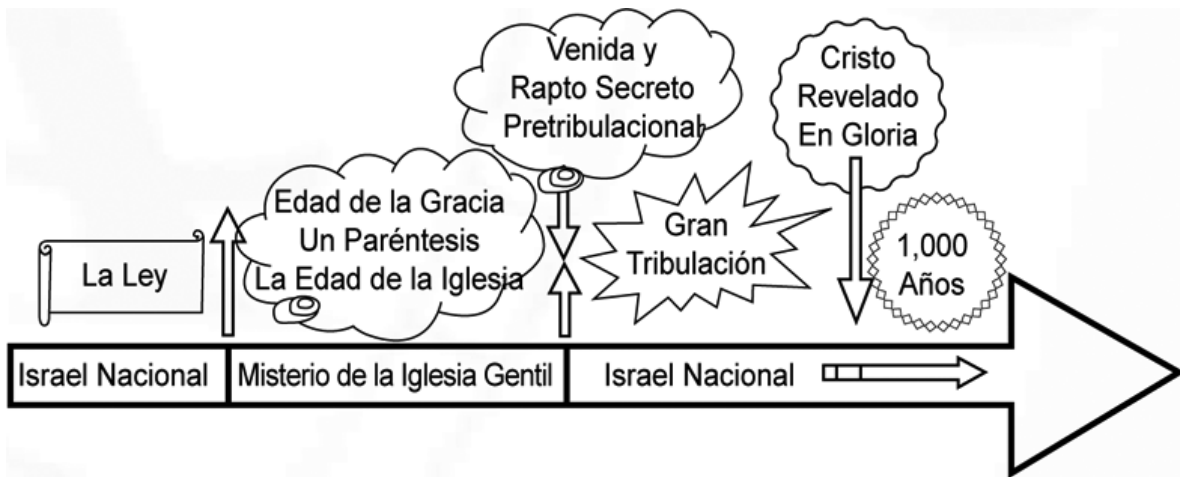 Venida y
Rapto Secreto
Pretribulacional
Cristo
Revelado
En Gloria
Edad de la Gracia
Un Paréntesis
La Edad de la Iglesia
Gran
Tribulación
1,000
Años
La Ley
Israel Nacional
Misterio de la Iglesia Gentil
Israel Nacional